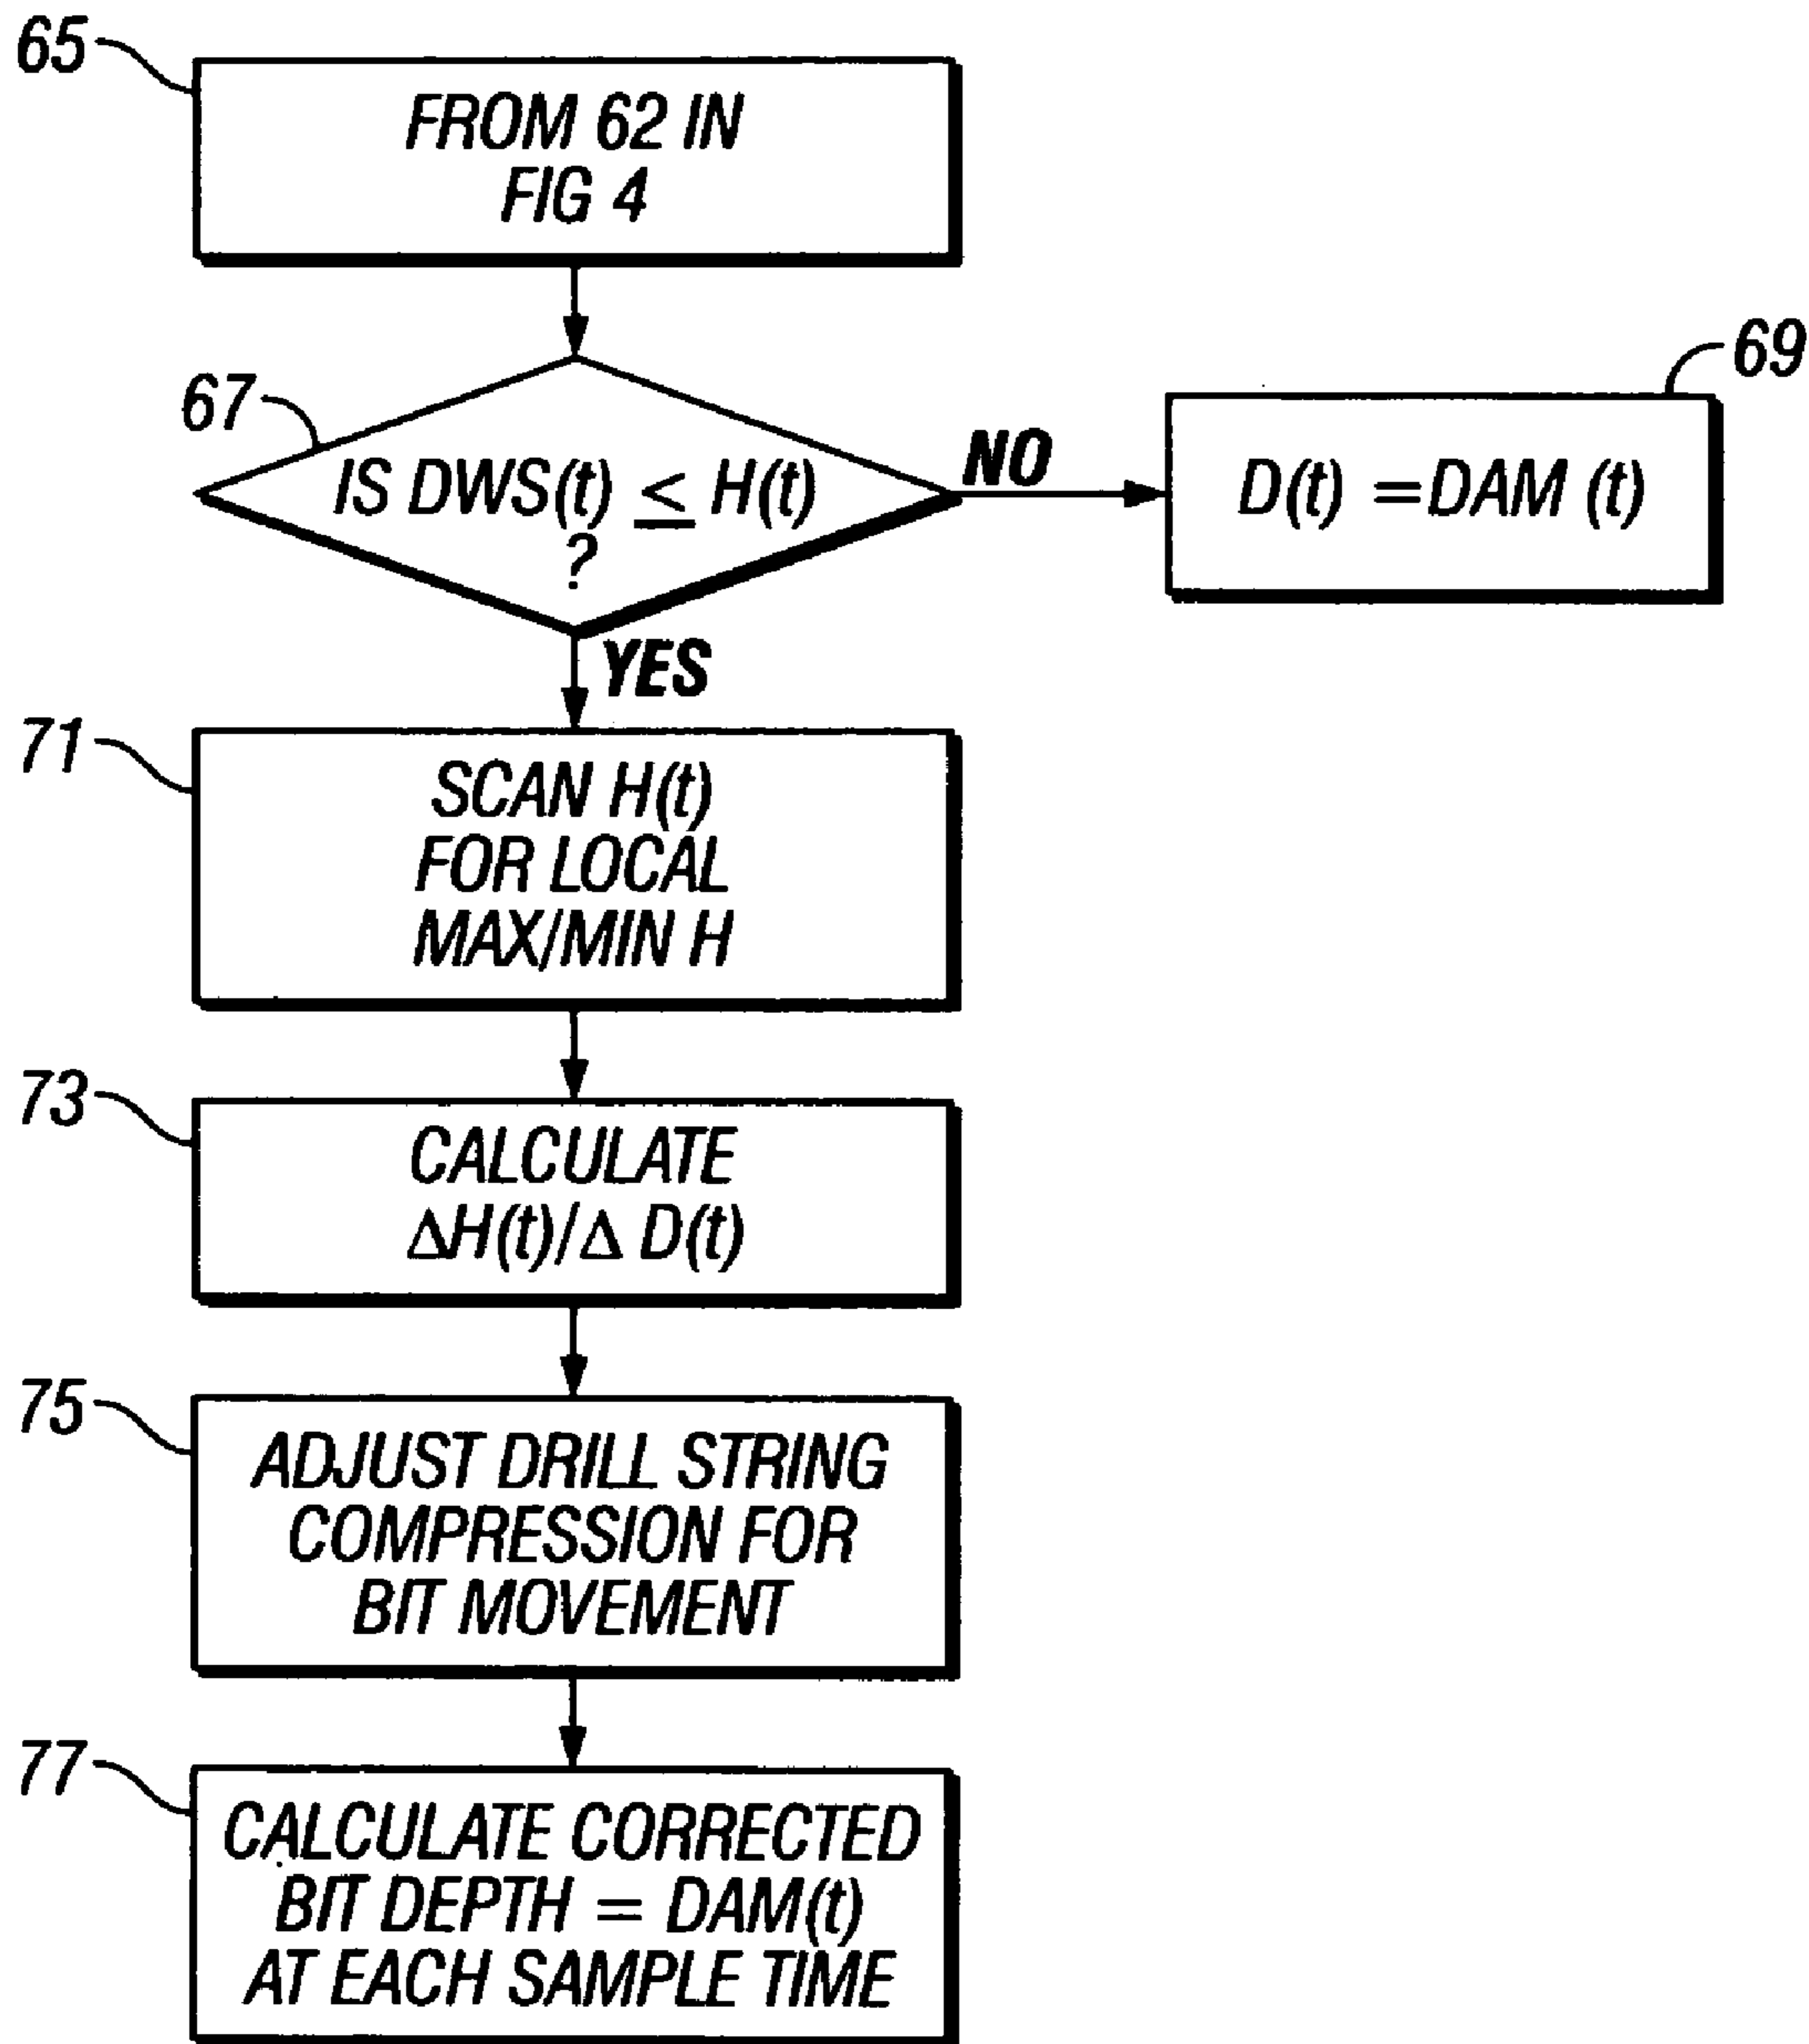 65
FROM 62 IN
FIG 4
67
IS DWS(t) ≤ H(t)
?
NO
69
D(t) =DAM (t)
YES
71
SCAN H(t)
FOR LOCAL
MAX/MIN H
73
CALCULATE
ΔH(t)/Δ D(t)
75
ADJUST DRILL STRING
COMPRESSION FOR
BIT MOVEMENT
77
CALCULATE CORRECTED
BIT DEPTH = DAM(t)
AT EACH SAMPLE TIME